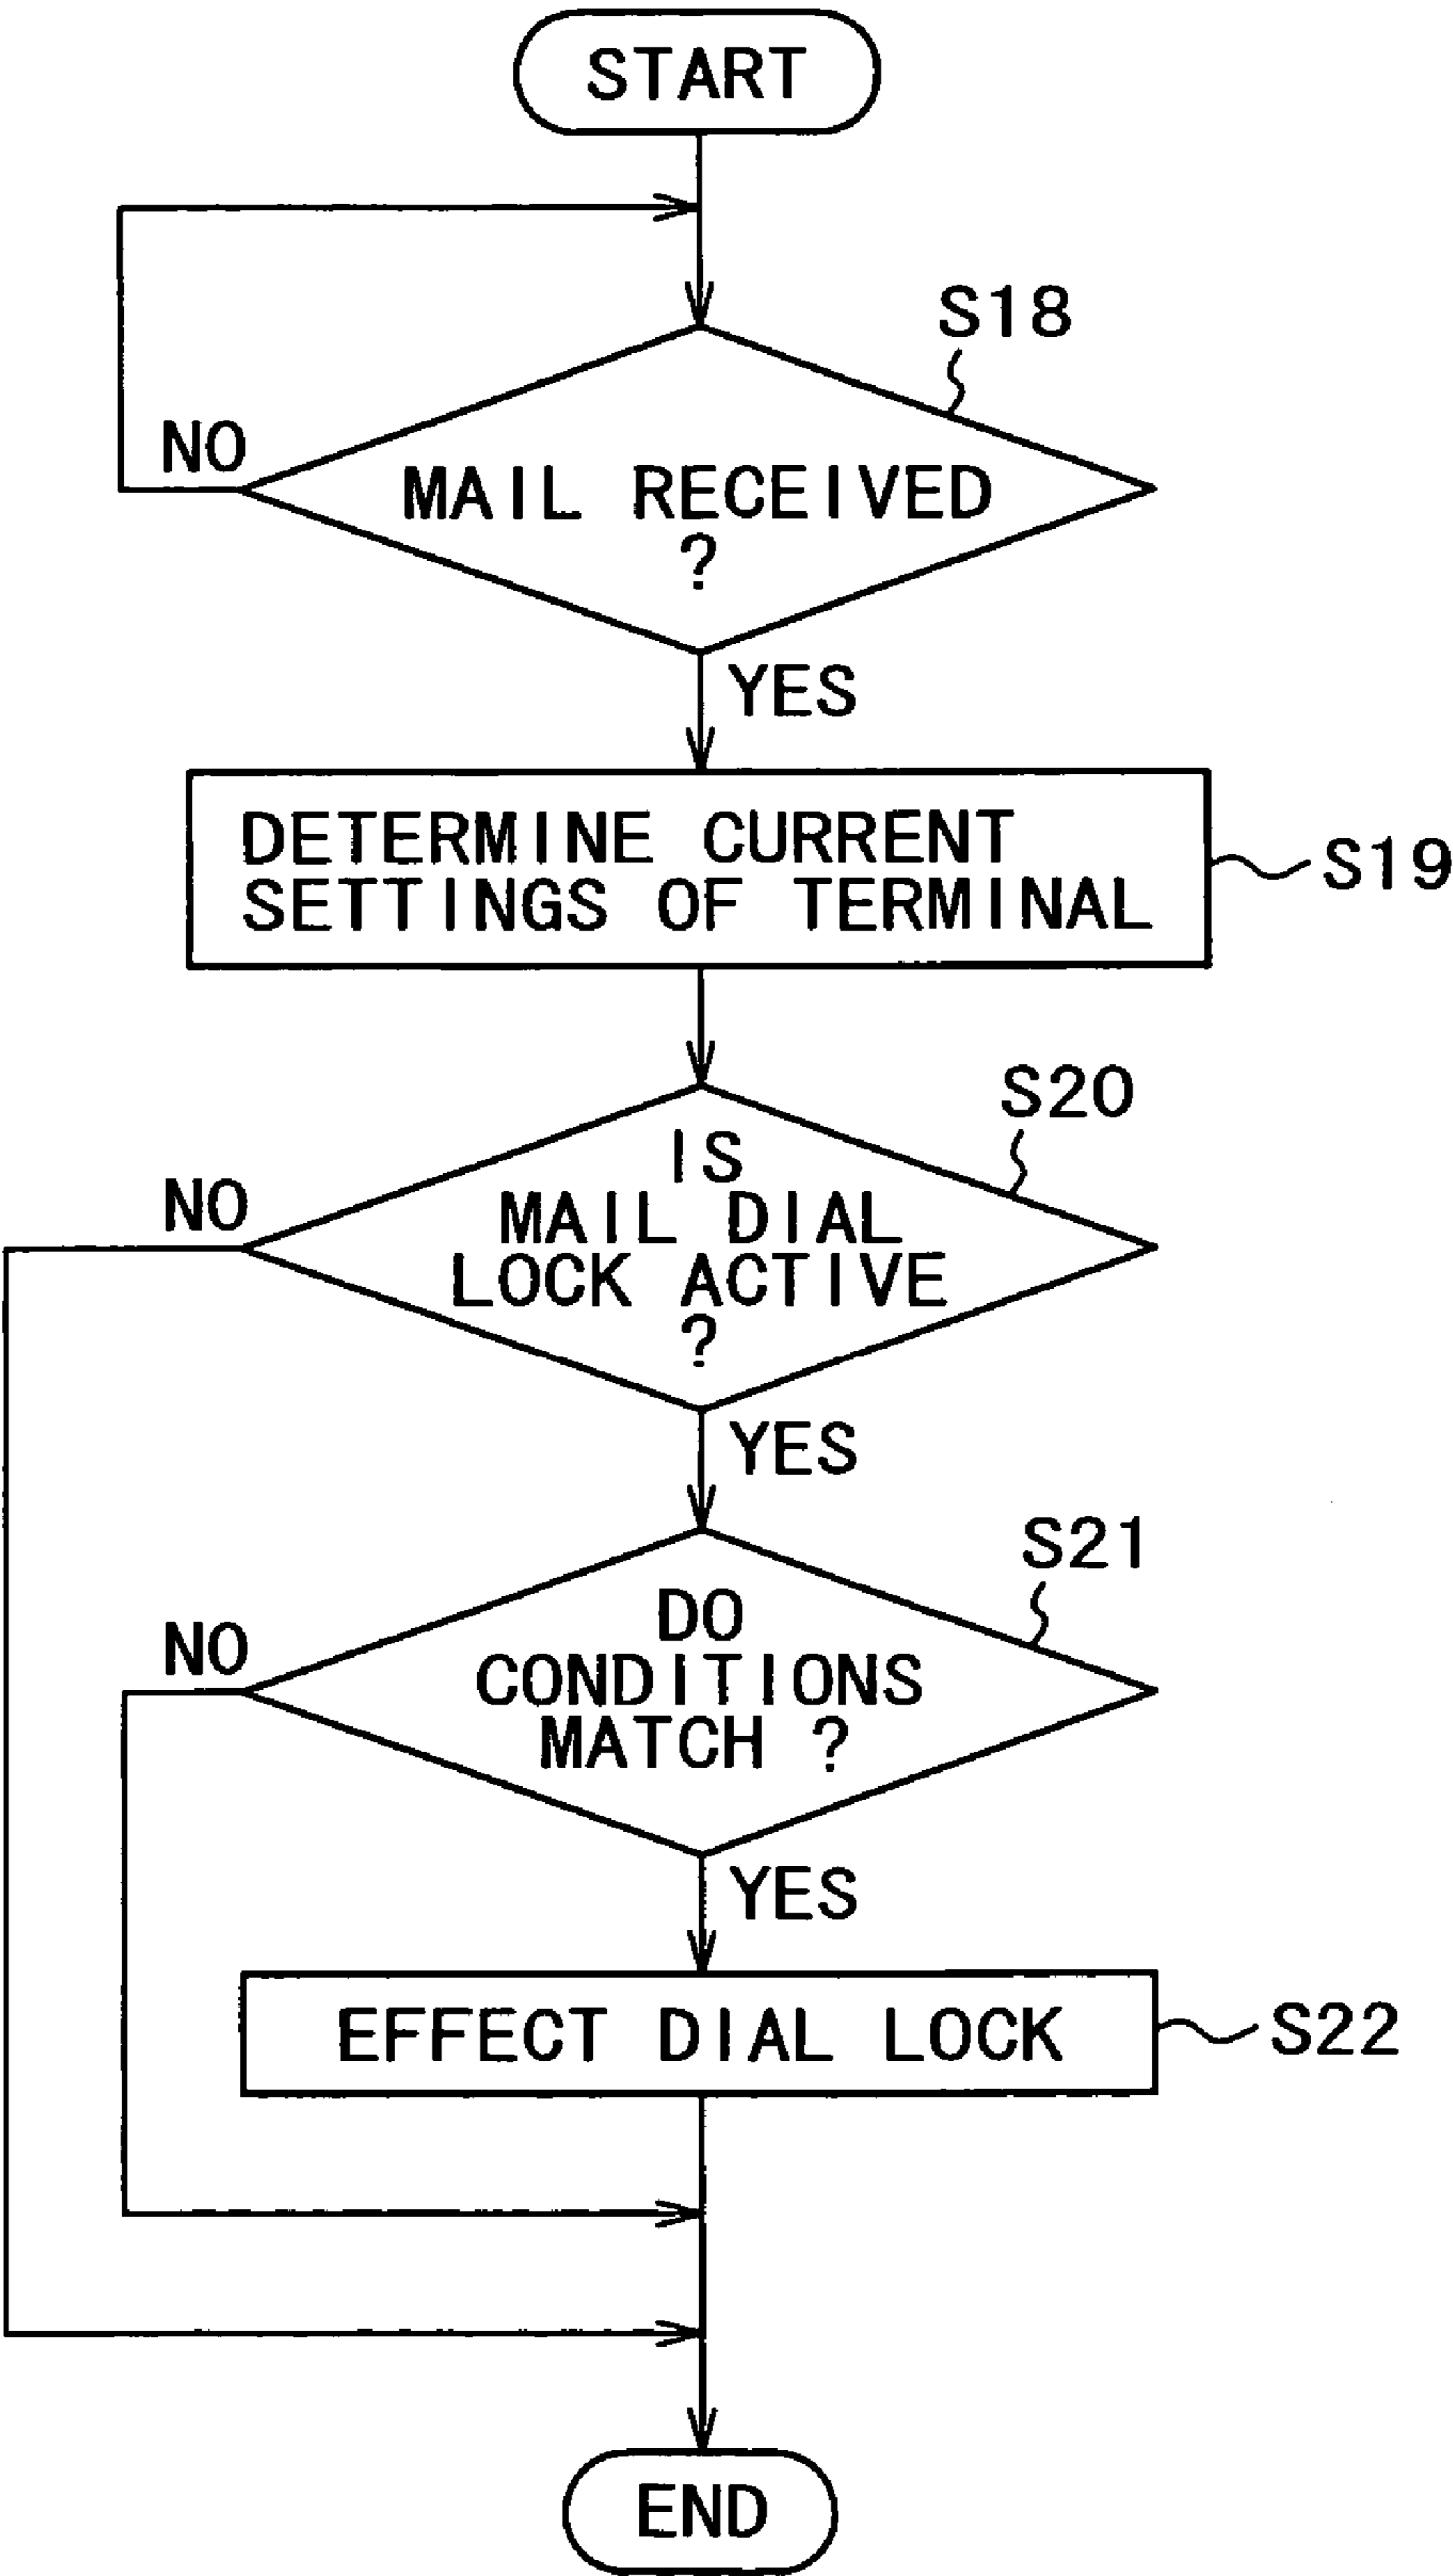 START
S18
NO
MAIL RECEIVED
?
YES
DETERMINE CURRENT
SETTINGS OF TERMINAL
S19
S20
NO
IS
MAIL DIAL
LOCK ACTIVE
?
YES
S21
NO
DO
CONDITIONS
MATCH ?
YES
EFFECT DIAL LOCK
S22
END